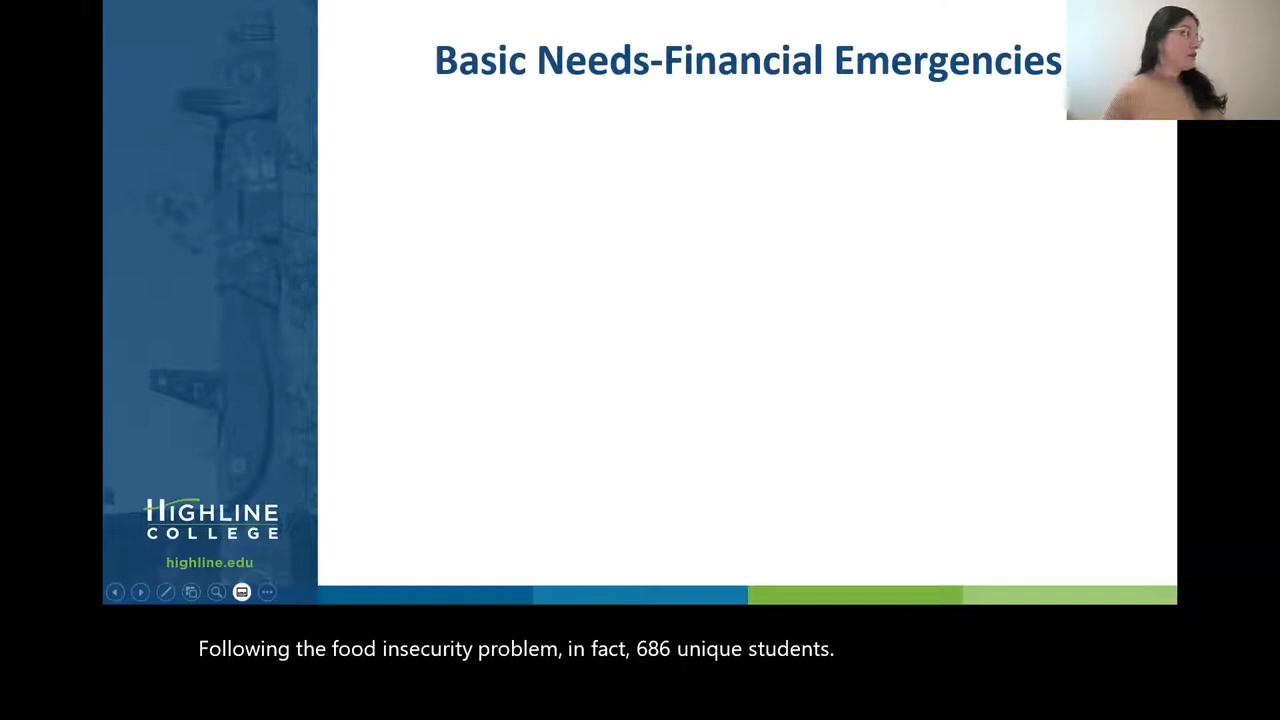 Basic Needs-Financial Emergencies
HIGHLINE
COLLEGE
highline.edu
Following the food insecurity problem, in fact, 686 unique students.